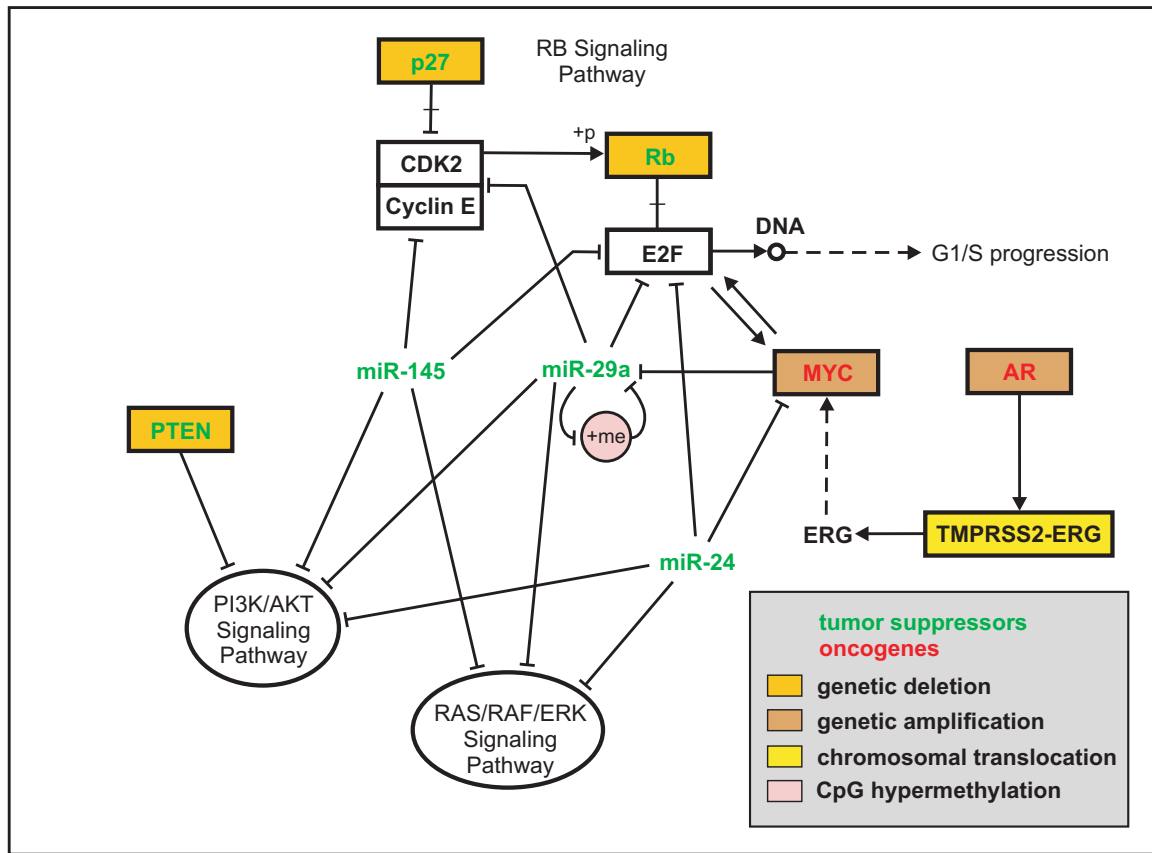 p27
RB Signaling
Pathway
+p
CDK2
Rb
Cyclin E
DNA
E2F
G1/S progression
miR-145
miR-29a
MYC
AR
PTEN
+me
ERG
TMPRSS2-ERG
miR-24
PI3K/AKT
Signaling
Pathway
RAS/RAF/ERK
Signaling
Pathway
tumor suppressors
oncogenes
genetic deletion
genetic amplification
chromosomal translocation
CpG hypermethylation